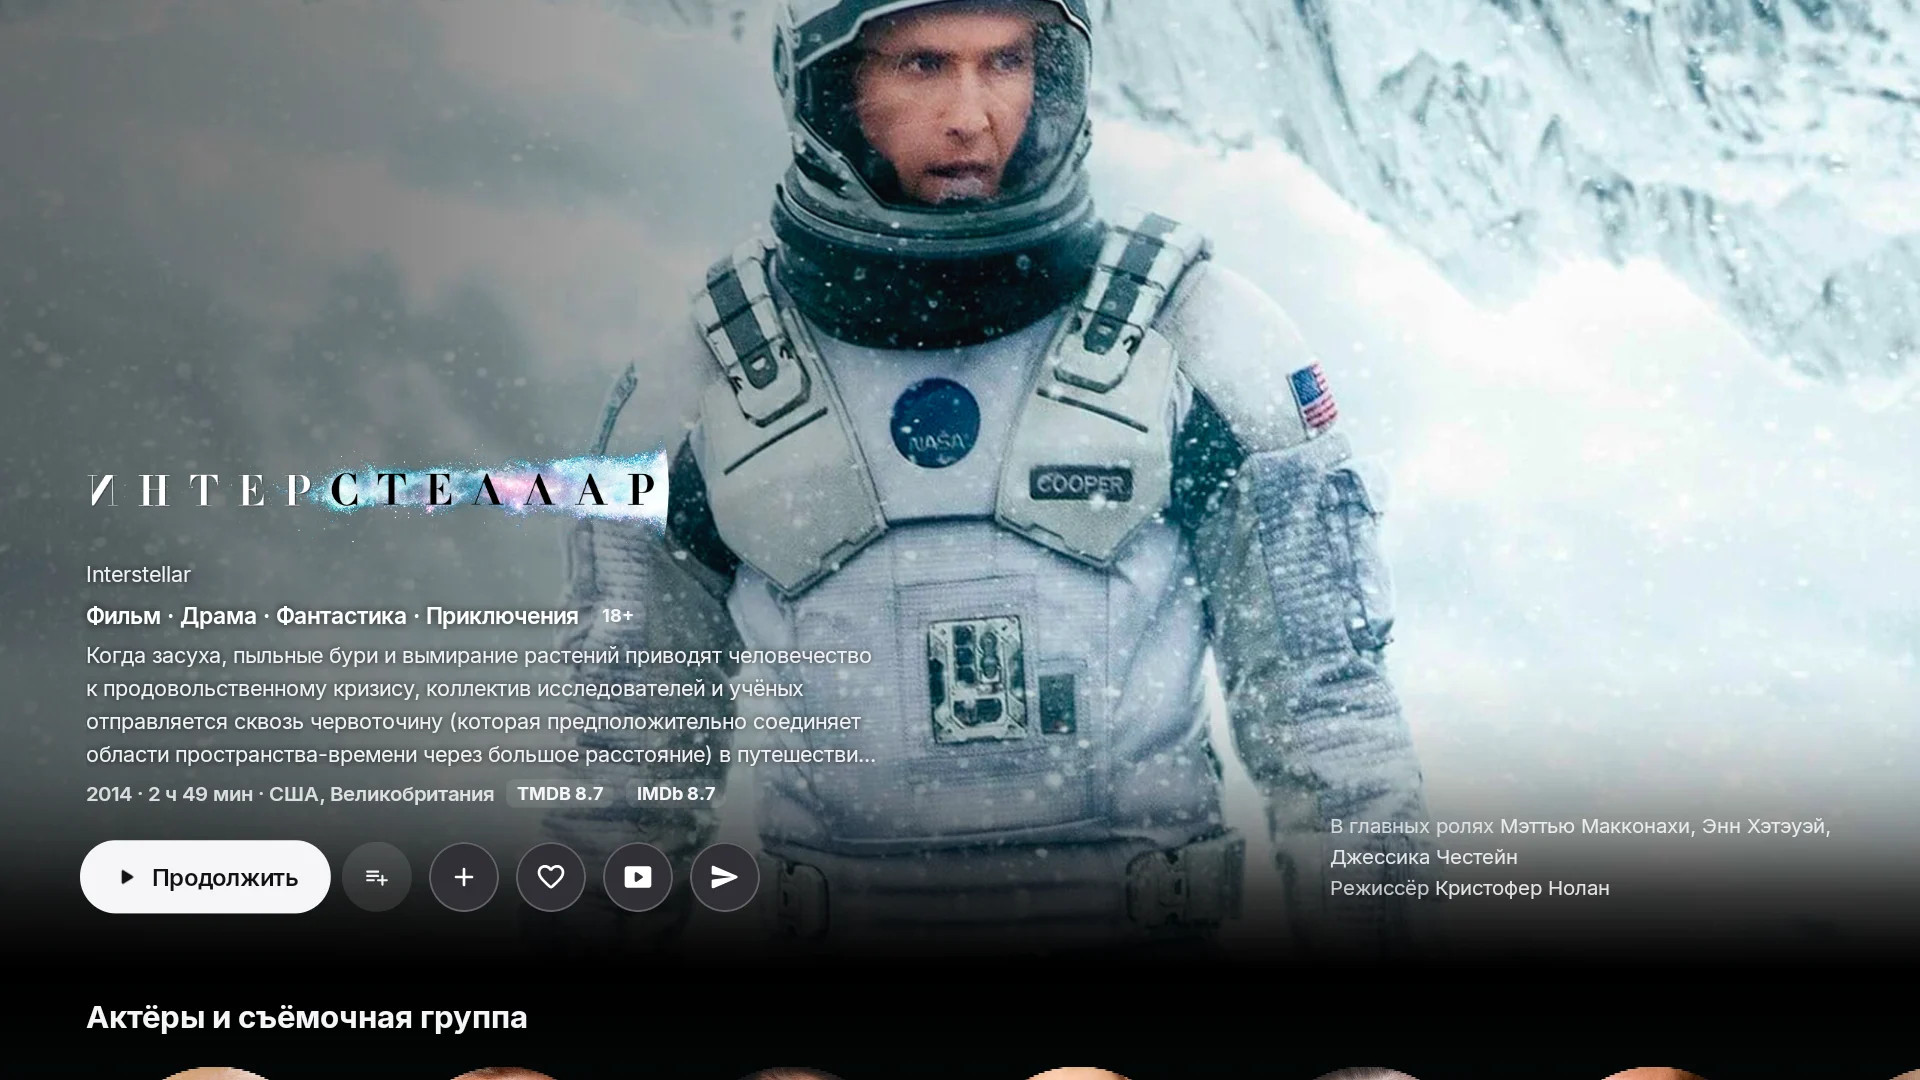 NASA
COOPER
ИНТЕРСТЕЛЛАР
Interstellar
Фильм · Драма · Фантастика · Приключения 18+
Когда засуха, пыльные бури и вымирание растений приводят человечество
к продовольственному кризису, коллектив исследователей и учёных
отправляется сквозь червоточину (которая предположительно соединяет
области пространства-времени через большое расстояние) в путешестви...
2014 · 2 ч 49 мин · США, Великобритания TMDB 8.7 IMDb 8.7
Продолжить
В главных ролях Мэттью Макконахи, Энн Хэтэуэй,
Джессика Честейн
Режиссёр Кристофер Нолан
Актёры и съёмочная группа